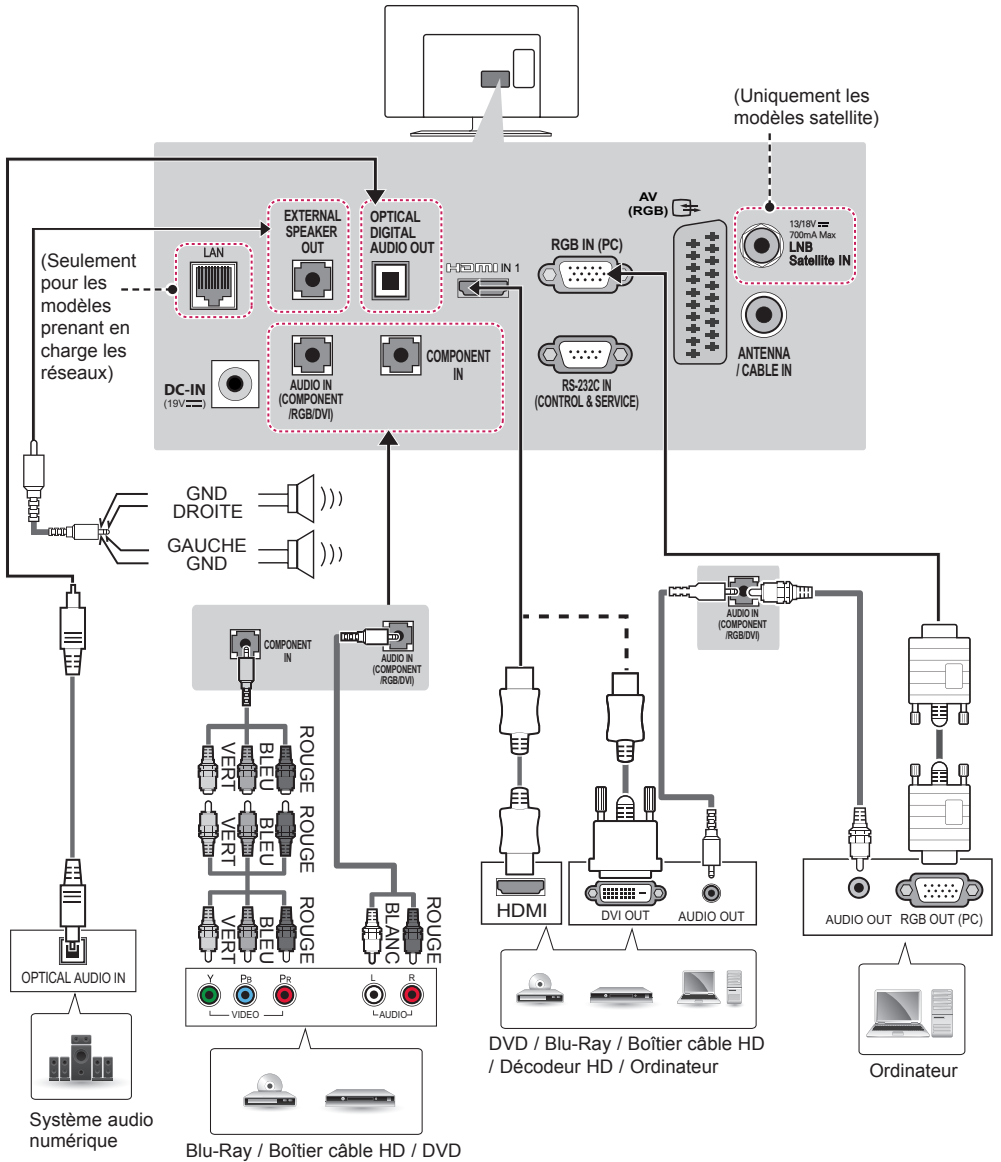 (Uniquement les
modèles satellite)
AV
(RGB)
13/18V
700mA Max
LNB
Satellite IN
EXTERNAL
SPEAKER
OUT
OPTICAL
DIGITAL
AUDIO OUT
RGB IN (PC)
LAN
HDMI IN 1
(Seulement
pour les
modèles
prenant en
charge les
réseaux)
ANTENNA
/ CABLE IN
COMPONENT
IN
AUDIO IN
(COMPONENT
/RGB/DVI)
RS-232C IN
(CONTROL & SERVICE)
DC-IN
(19V)
GND
DROITE
GAUCHE
GND
COMPONENT
IN
AUDIO IN
(COMPONENT
/RGB/DVI)
AUDIO IN
(COMPONENT
/RGB/DVI)
VERT
BLEU
ROUGE
VERT
BLEU
ROUGE
VERT
BLEU
ROUGE
BLANC
ROUGE
HDMI
DVI OUT
AUDIO OUT
AUDIO OUT
RGB OUT (PC)
OPTICAL AUDIO IN
Y
PB
PR
L
R
VIDEO
AUDIO
DVD / Blu-Ray / Boîtier câble HD
/ Décodeur HD / Ordinateur
Ordinateur
Système audio
numérique
Blu-Ray / Boîtier câble HD / DVD